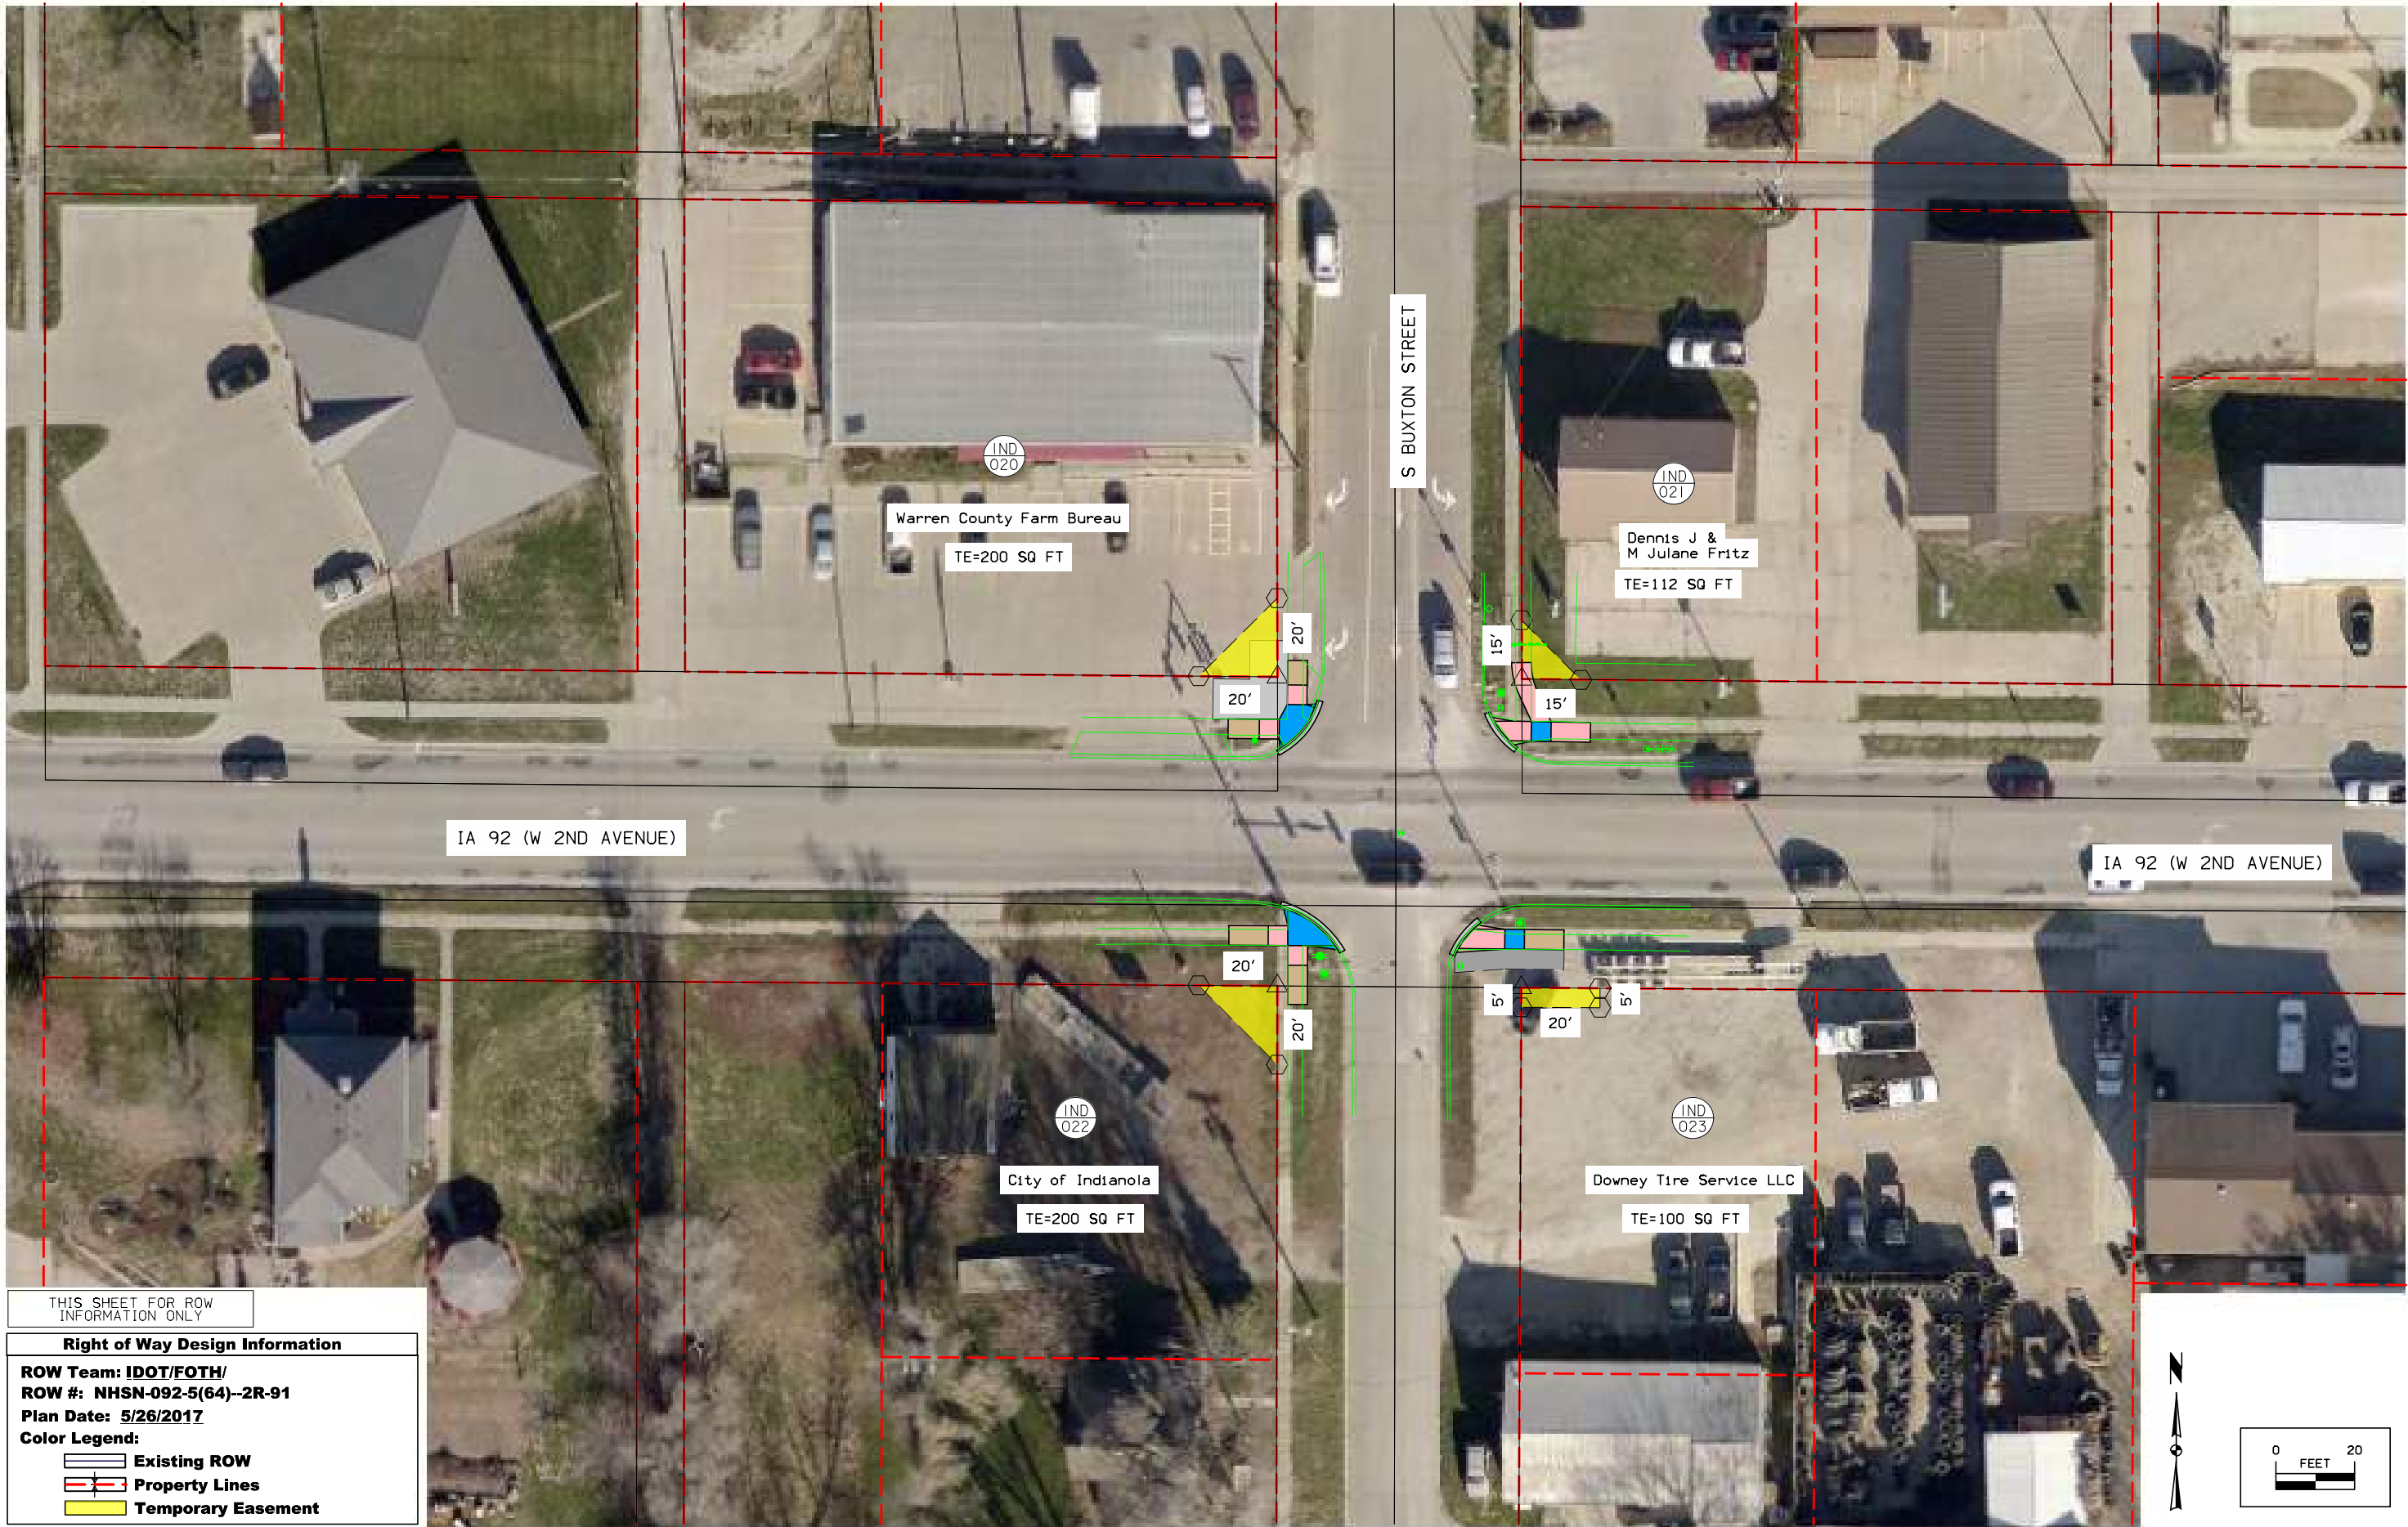 S BUXTON STREET
IND
020
Warren County Farm Bureau
TE=200 SQ FT
IND
021
Dennis J &
M Julane Fritz
TE=112 SQ FT
20'
20'
15'
15'
IA 92 (W 2ND AVENUE)
IA 92 (W 2ND AVENUE)
20'
20'
5'
20'
5'
IND
022
City of Indianola
TE=200 SQ FT
IND
023
Downey Tire Service LLC
TE=100 SQ FT
THIS SHEET FOR ROW
INFORMATION ONLY
Right of Way Design Information
ROW Team: IDOT/FOTH/
ROW #: NHSN-092-5(64)--2R-91
Plan Date: 5/26/2017
Color Legend:
Existing ROW
Property Lines
Temporary Easement
N
0 20
FEET